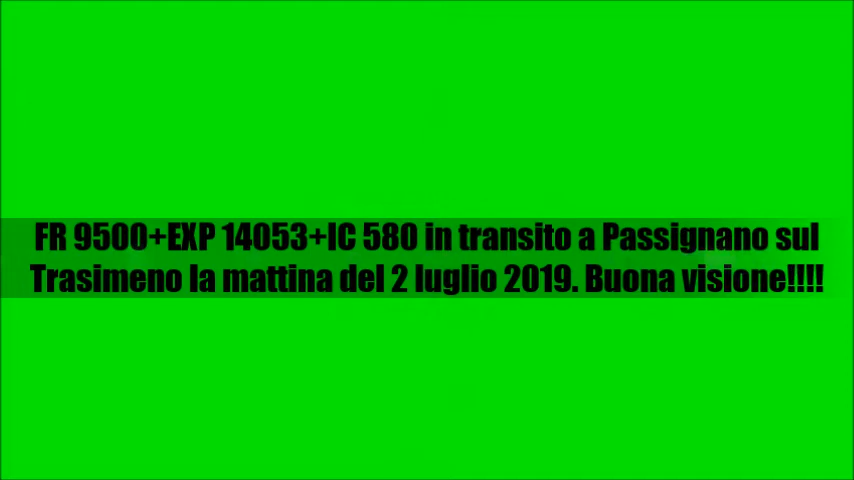 FR 9500+EXP 14053+IC 580 in transito a Passignano sul
Trasimeno la mattina del 2 luglio 2019. Buona visione!!!!